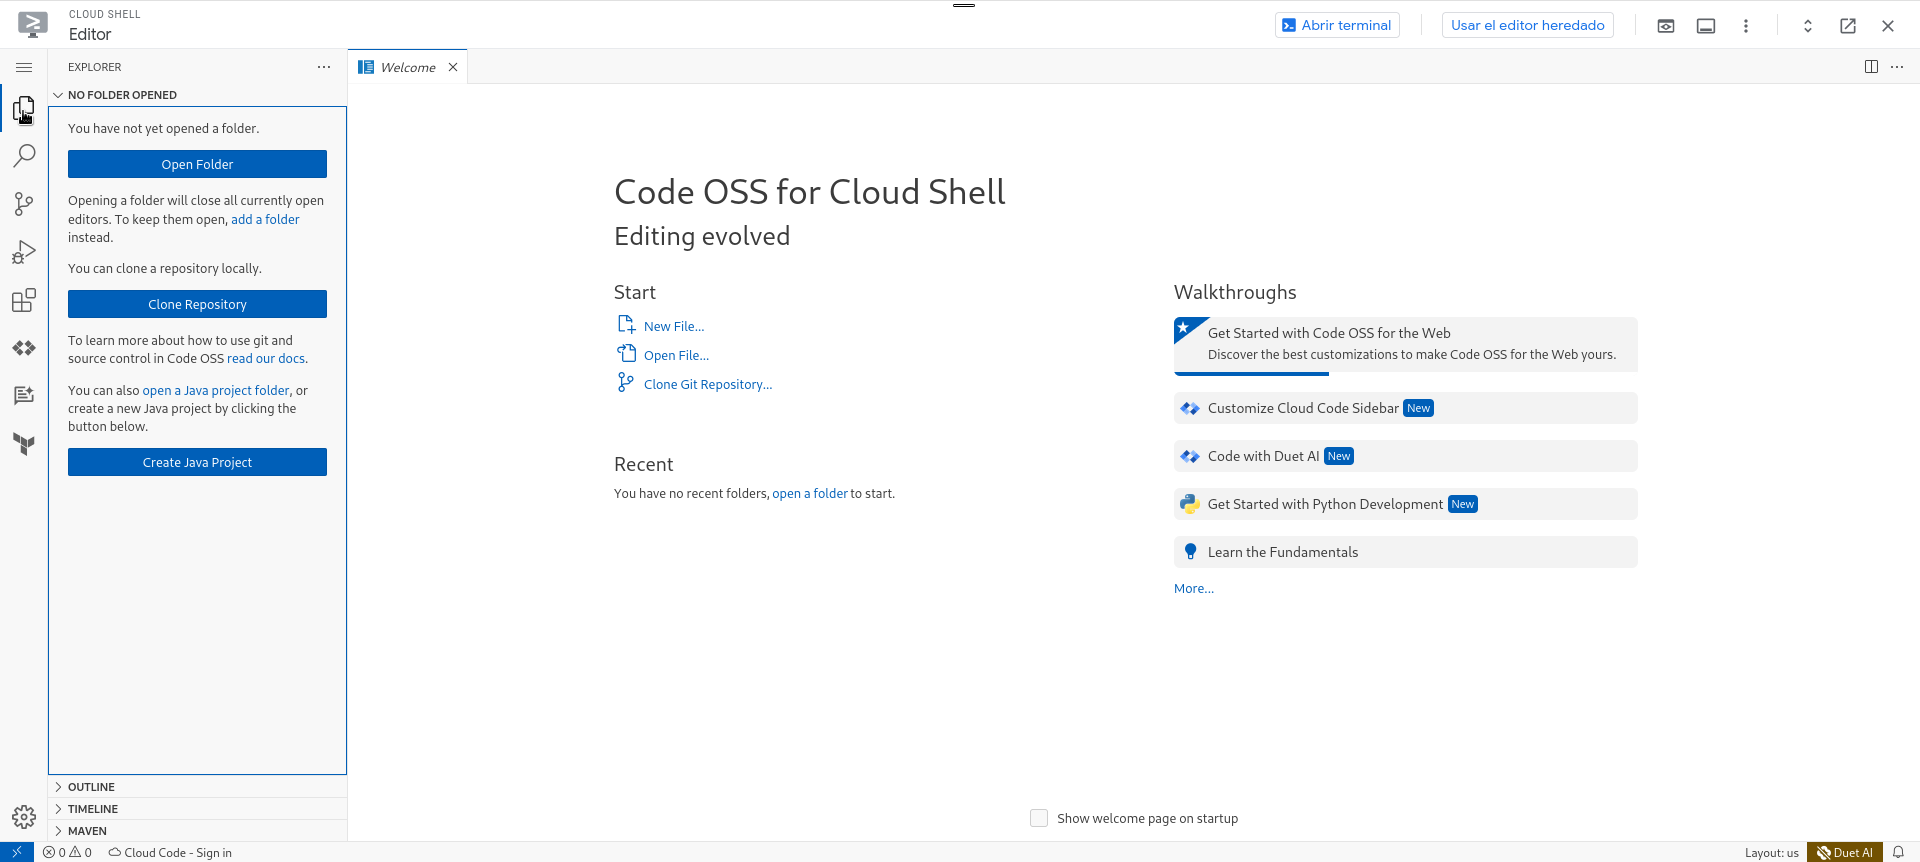 CLOUD SHELL
Editor
Abrir terminal
Usar el editor heredado
EXPLORER
Welcome
NO FOLDER OPENED
You have not yet opened a folder.
Open Folder
Opening a folder will close all currently open
editors. To keep them open, add a folder
instead.
You can clone a repository locally.
Clone Repository
To learn more about how to use git and
source control in Code OSS read our docs.
You can also open a Java project folder, or
create a new Java project by clicking the
button below.
Create Java Project
OUTLINE
TIMELINE
MAVEN
Code OSS for Cloud Shell
Editing evolved
Start
New File...
Open File...
Clone Git Repository...
Recent
You have no recent folders, open a folder to start.
Walkthroughs
Get Started with Code OSS for the Web
Discover the best customizations to make Code OSS for the Web yours.
Customize Cloud Code Sidebar New
Code with Duet AI New
Get Started with Python Development New
Learn the Fundamentals
More...
Show welcome page on startup
0 0 Cloud Code - Sign in
Layout: us
Duet AI